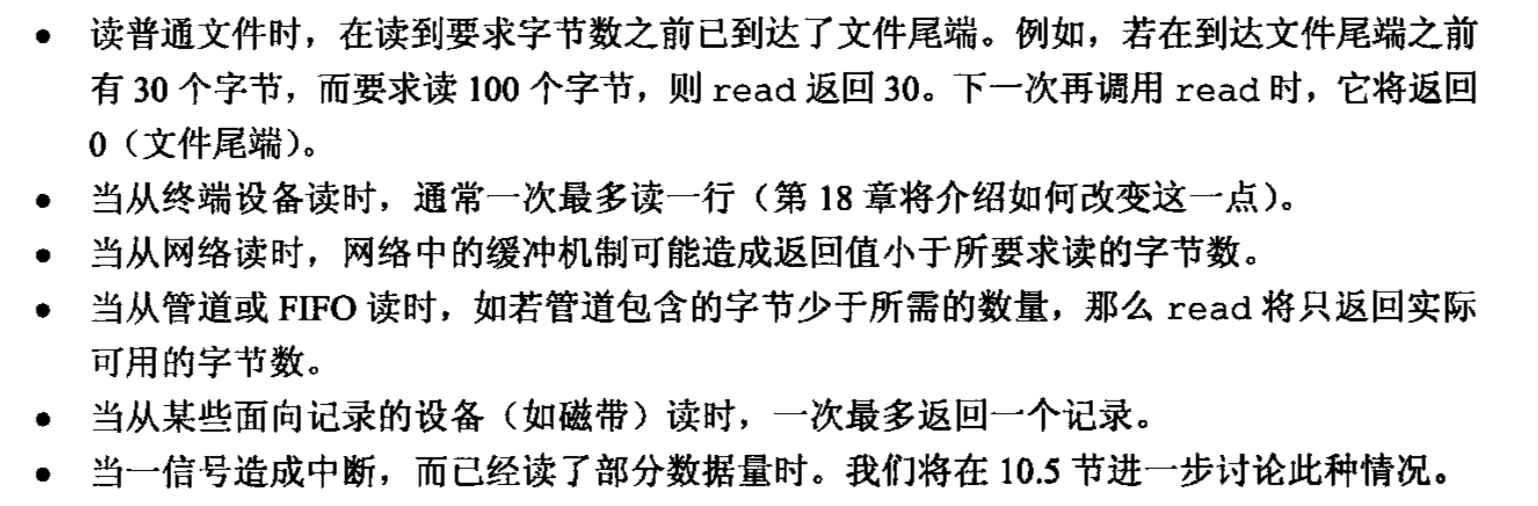 • 读普通文件时，在读到要求字节数之前已到达了文件尾端。例如，若在到达文件尾端之前
有 30 个字节，而要求读 100 个字节，则 read 返回 30。下一次再调用 read 时，它将返回
0（文件尾端）。
• 当从终端设备读时，通常一次最多读一行（第 18 章将介绍如何改变这一点）。
• 当从网络读时，网络中的缓冲机制可能造成返回值小于所要求读的字节数。
• 当从管道或 FIFO 读时，如若管道包含的字节少于所需的数量，那么 read 将只返回实际
可用的字节数。
• 当从某些面向记录的设备（如磁带）读时，一次最多返回一个记录。
• 当一信号造成中断，而已经读了部分数据量时。我们将在 10.5 节进一步讨论此种情况。